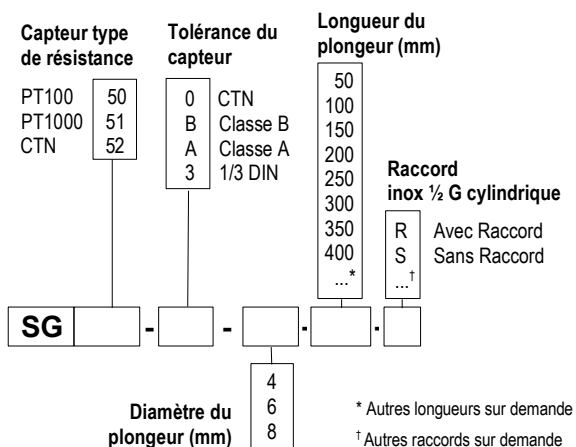 Capteur type
de résistance
PT100 50
PT1000 51
CTN 52
Tolérance du
capteur
0 CTN
B Classe B
A Classe A
3 1/3 DIN
Longueur du
plongeur (mm)
50
100
150
200
250
300
350
400
...*
Raccord
inox ½ G cylindrique
R Avec Raccord
S Sans Raccord
...†
SG - - . .
Diamètre du
plongeur (mm)
4
6
8
* Autres longueurs sur demande
† Autres raccords sur demande